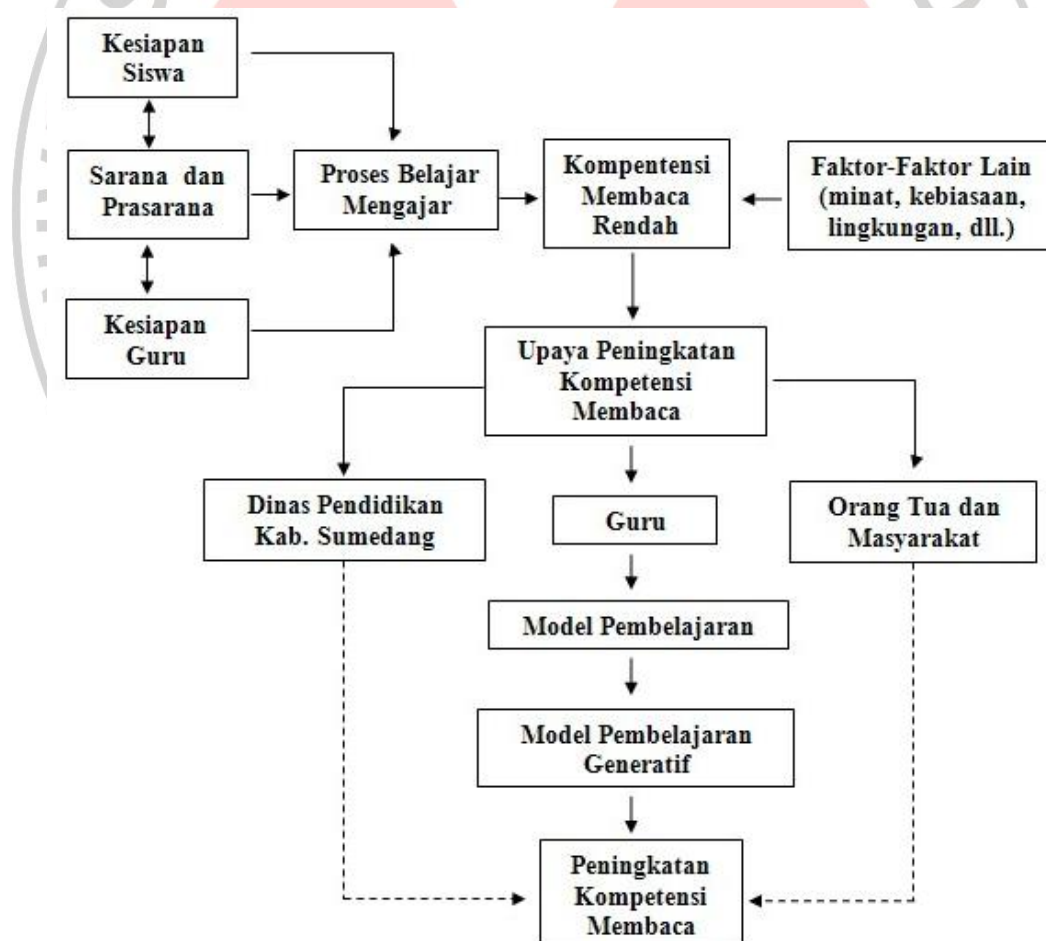 Kesiapan
Siswa
Sarana dan
Prasarana
Kesiapan
Guru
Proses Belajar
Mengajar
Kompentensi
Membaca
Rendah
Faktor-Faktor Lain
(minat, kebiasaan,
lingkungan, dll.)
Upaya Peningkatan
Kompetensi
Membaca
Dinas Pendidikan
Kab. Sumedang
Guru
Orang Tua dan
Masyarakat
Model Pembelajaran
Model Pembelajaran
Generatif
Peningkatan
Kompetensi
Membaca